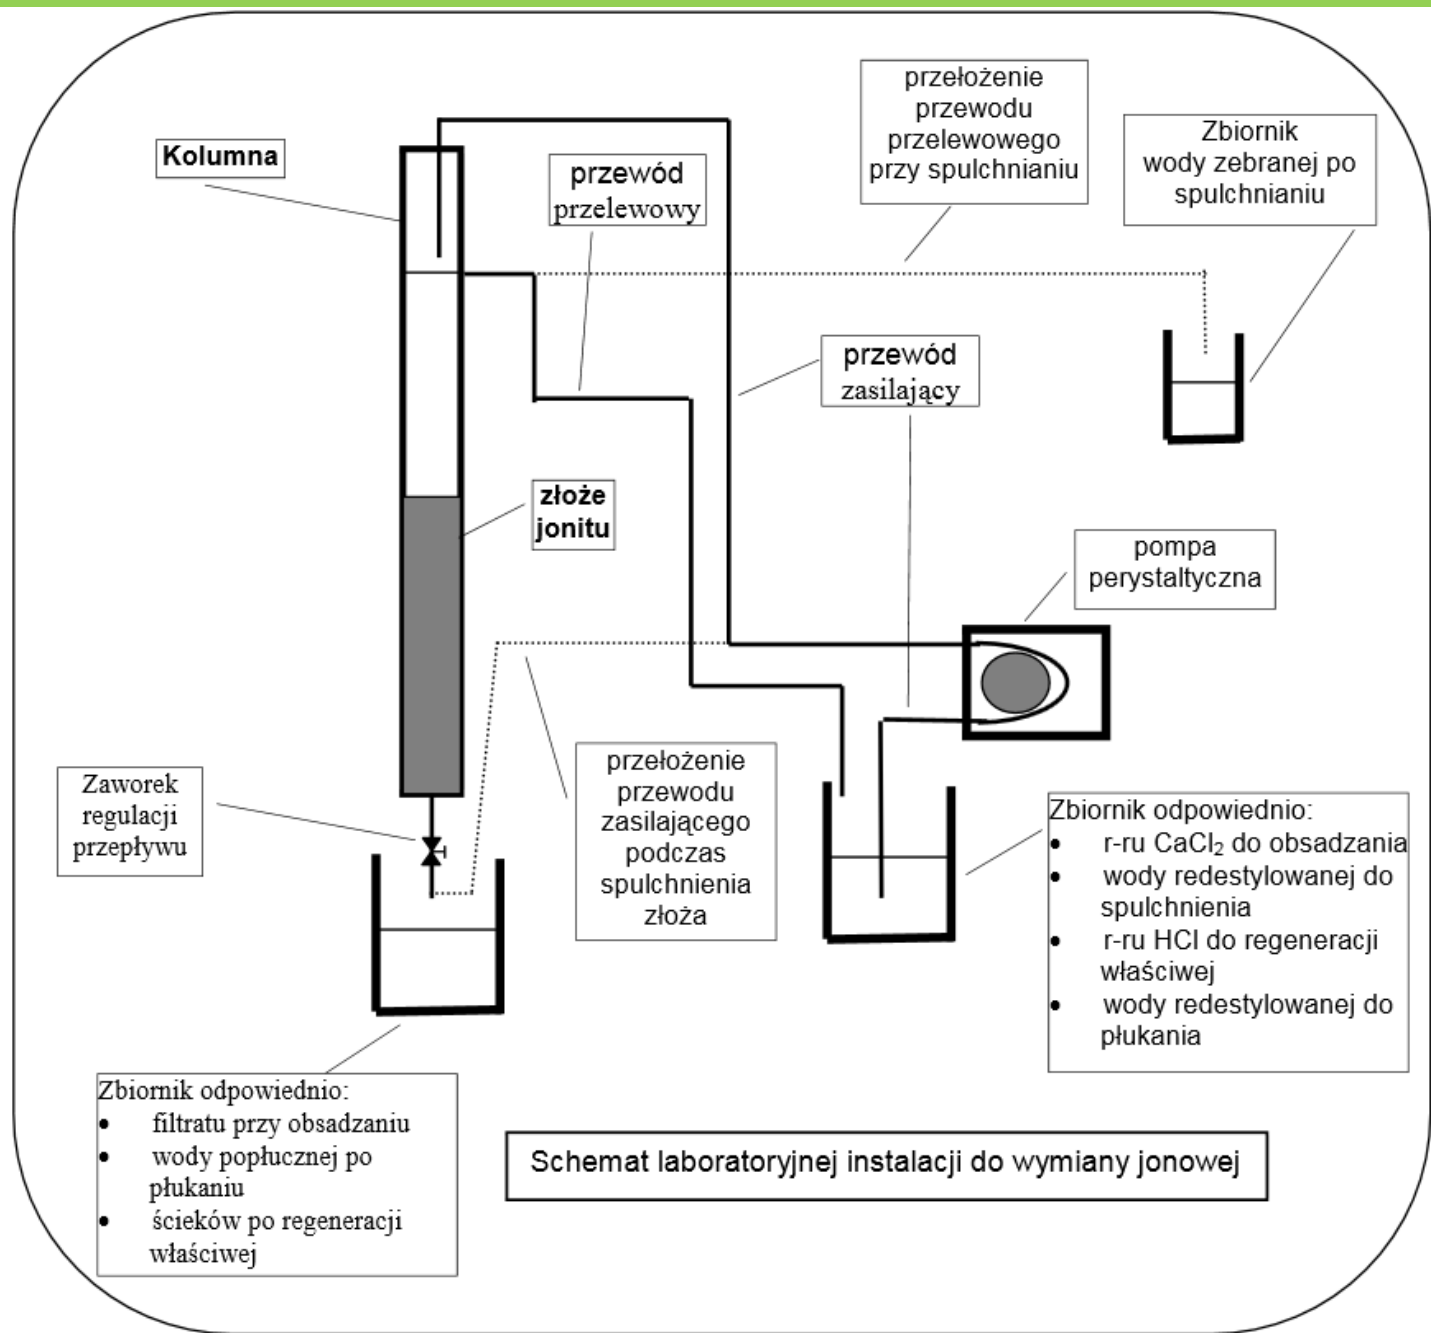 Kolumna
przewód
przelewowy
przełożenie
przewodu
przelewowego
przy spulchnianiu
Zbiornik
wody zebranej po
spulchnianiu
przewód
zasilający
złoże
jonitu
pompa
perystaltyczna
Zaworek
regulacji
przepływu
przełożenie
przewodu
zasilającego
podczas
spulchnienia
złoża
Zbiornik odpowiednio:
• r-ru CaCl₂ do obsadzania
• wody redestylowanej do
spulchnienia
• r-ru HCl do regeneracji
właściwej
• wody redestylowanej do
płukania
Zbiornik odpowiednio:
• filtratu przy obsadzaniu
• wody popłucznej po
płukaniu
• ścieków po regeneracji
właściwej
Schemat laboratoryjnej instalacji do wymiany jonowej